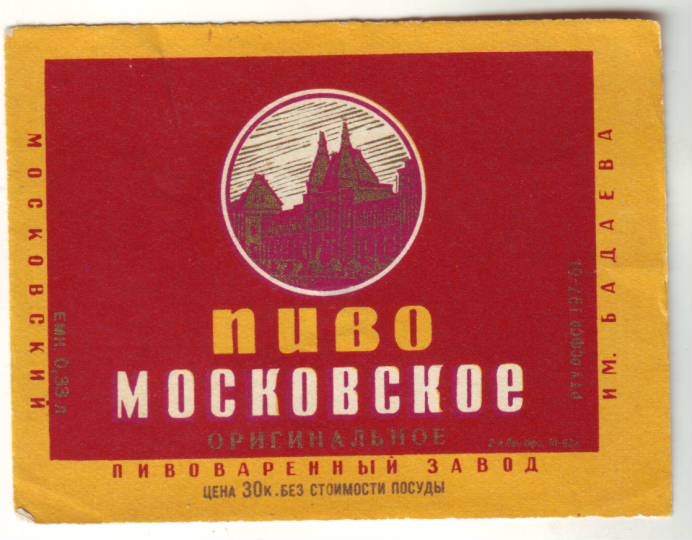 МОСКОВСКИЙ
ЕМК. 0,33 л
ПИВО
МОСКОВСКОЕ
ОРИГИНАЛЬНОЕ
РТУ РСФСР 197-61
ИМ. БАДАЕВА
ПИВОВАРЕННЫЙ ЗАВОД
ЦЕНА 30к. БЕЗ СТОИМОСТИ ПОСУДЫ